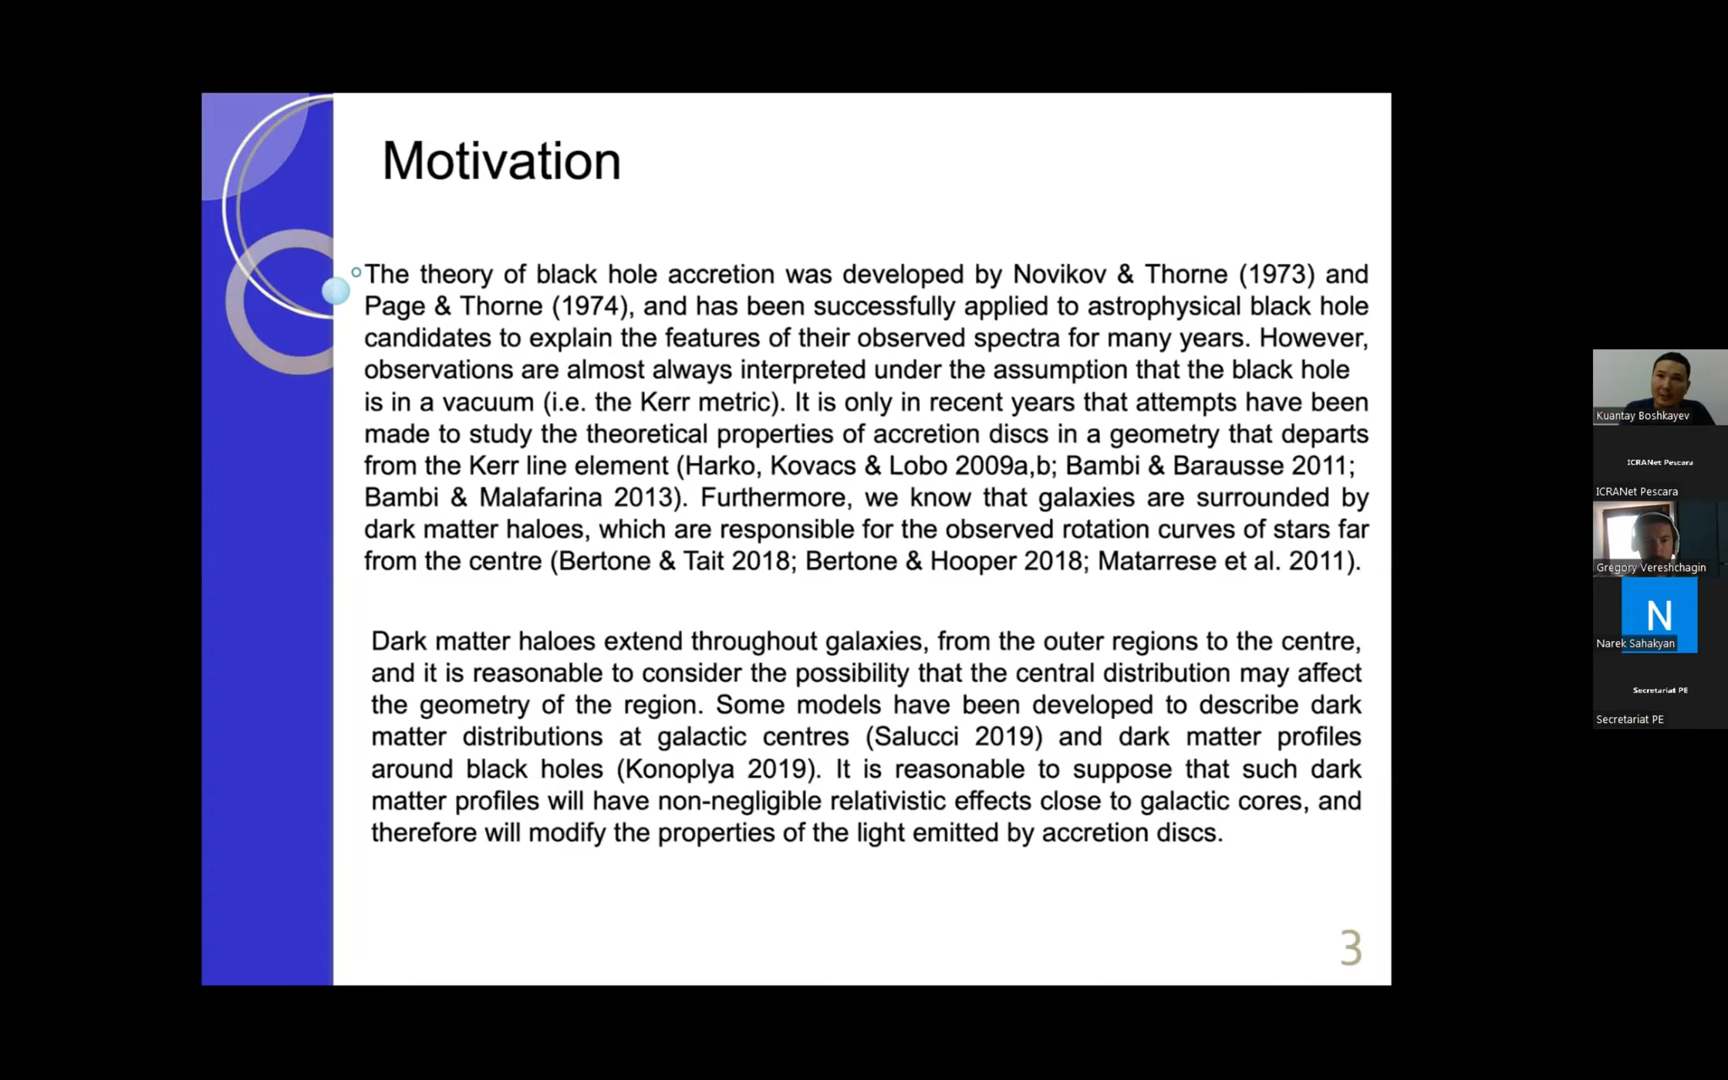 Motivation
The theory of black hole accretion was developed by Novikov & Thorne (1973) and
Page & Thorne (1974), and has been successfully applied to astrophysical black hole
candidates to explain the features of their observed spectra for many years. However,
observations are almost always interpreted under the assumption that the black hole
is in a vacuum (i.e. the Kerr metric). It is only in recent years that attempts have been
made to study the theoretical properties of accretion discs in a geometry that departs
from the Kerr line element (Harko, Kovacs & Lobo 2009a,b; Bambi & Barausse 2011;
Bambi & Malafarina 2013). Furthermore, we know that galaxies are surrounded by
dark matter haloes, which are responsible for the observed rotation curves of stars far
from the centre (Bertone & Tait 2018; Bertone & Hooper 2018; Matarrese et al. 2011).
Dark matter haloes extend throughout galaxies, from the outer regions to the centre,
and it is reasonable to consider the possibility that the central distribution may affect
the geometry of the region. Some models have been developed to describe dark
matter distributions at galactic centres (Salucci 2019) and dark matter profiles
around black holes (Konoplya 2019). It is reasonable to suppose that such dark
matter profiles will have non-negligible relativistic effects close to galactic cores, and
therefore will modify the properties of the light emitted by accretion discs.
3
Kuantay Boshkayev
ICRANet Pescara
ICRANet Pescara
Gregory Vereshchagin
N
Narek Sahakyan
Secretariat PE
Secretariat PE